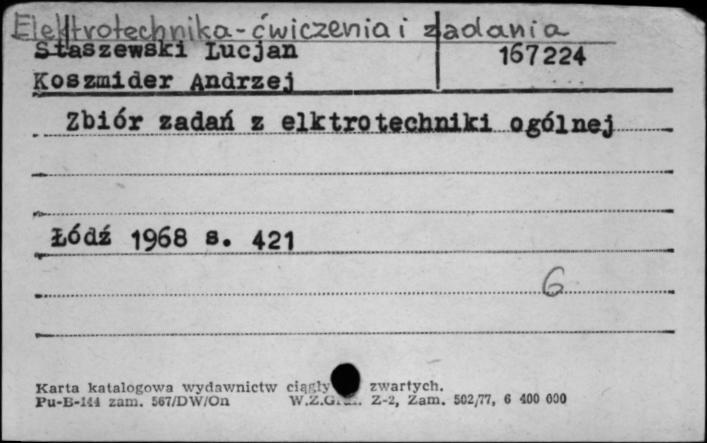 Elektrotechnika-ćwiczenia i zadania
Staszewski Lucjan 167224
Koszmider Andrzej
Zbiór zadań z elktrotechniki ogólnej
Łódź 1968 s. 421
6
Karta katalogowa wydawnictw zwartych.
Pu-B-144 zam. 567/DW/On Z-2, Zam. 502/77, 6 400 000